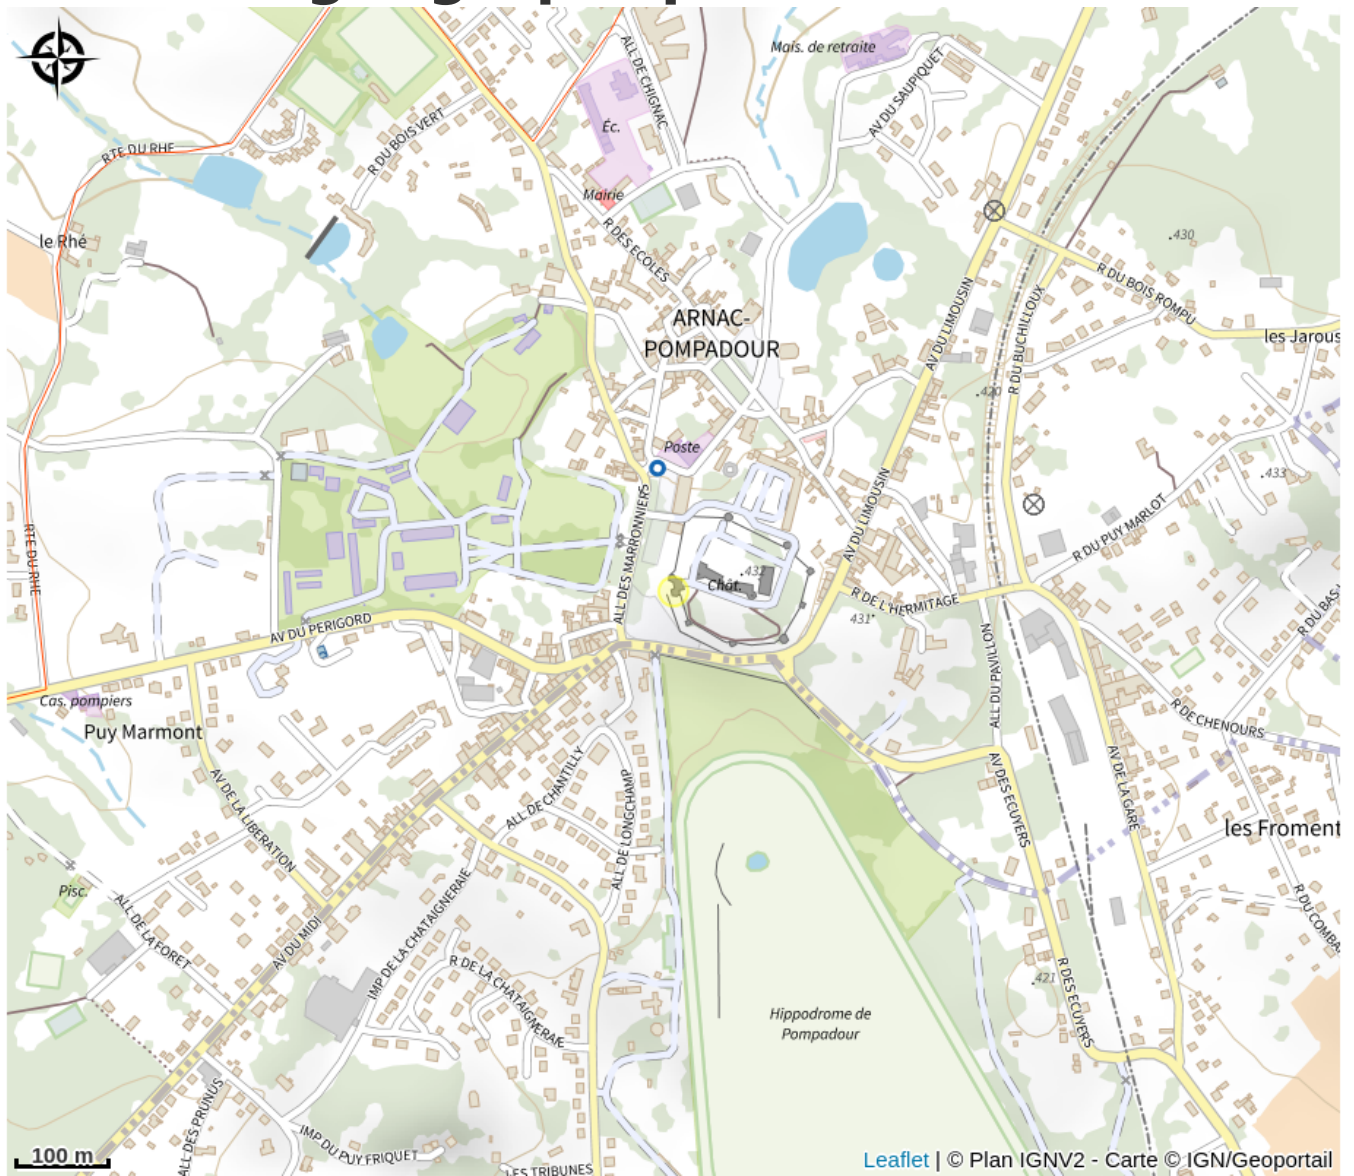 Mais. de retraite
ALL DE CHIGNAC
AV DU SAUPIQUET
Éc.
R DU BOIS VERT
RTE DU RHE
Mairie
le Rhé
R DES ECOLES
.430
R DU BOIS ROMPU
ARNAC-
POMPADOUR
AV DU LIMOUSIN
R DU BUCHILLOUX
les Jarous
.420
Poste
.433
ALL DES MARRONNIERS
AV DU LIMOUSIN
R DU PUY MARLOT
RTE DU RHE
.432
Chât.
R DE L'HERMITAGE
431.
R DU BAS-
AV DU PERIGORD
ALL DU PAVILLON
Cas. pompiers
Puy Marmont
R DE CHENOURS
AV DE LA LIBERATION
ALL DE CHANTILLY
ALL DE LONGCHAMP
AV DES ECUYERS
AV DE LA GARE
les Froment
Pisc.
ALL DE LA FORET
AV DU MIDI
IMP DE LA CHATAIGNERAIE
R DE LA CHATAIGNERAIE
R DU COMBA
R DES ECUYERS
.421
Hippodrome de
Pompadour
ALL DES PRUNUS
IMP DU PUY FRIQUET
LES TRIBUNES
100 m
Leaflet | © Plan IGNV2 - Carte © IGN/Geoportail